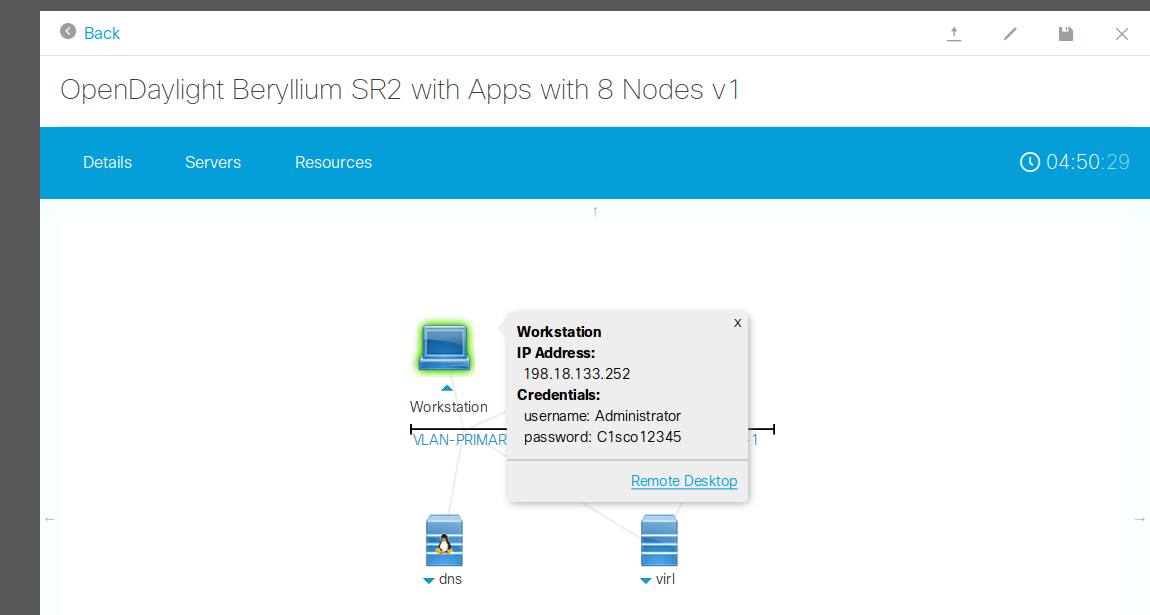 Back
OpenDaylight Beryllium SR2 with Apps with 8 Nodes v1
Details Servers Resources 04:50:29
x
Workstation
IP Address:
198.18.133.252
Credentials:
username: Administrator
password: C1sco12345
Remote Desktop
Workstation
VLAN-PRIMAR -1
dns virl